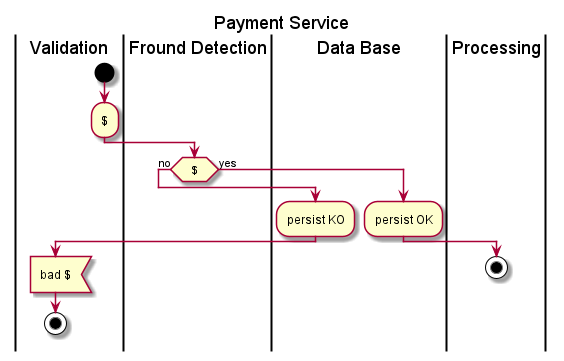 Payment Service
Validation
Fround Detection
Data Base
Processing
$
no
$
yes
persist KO
persist OK
bad $